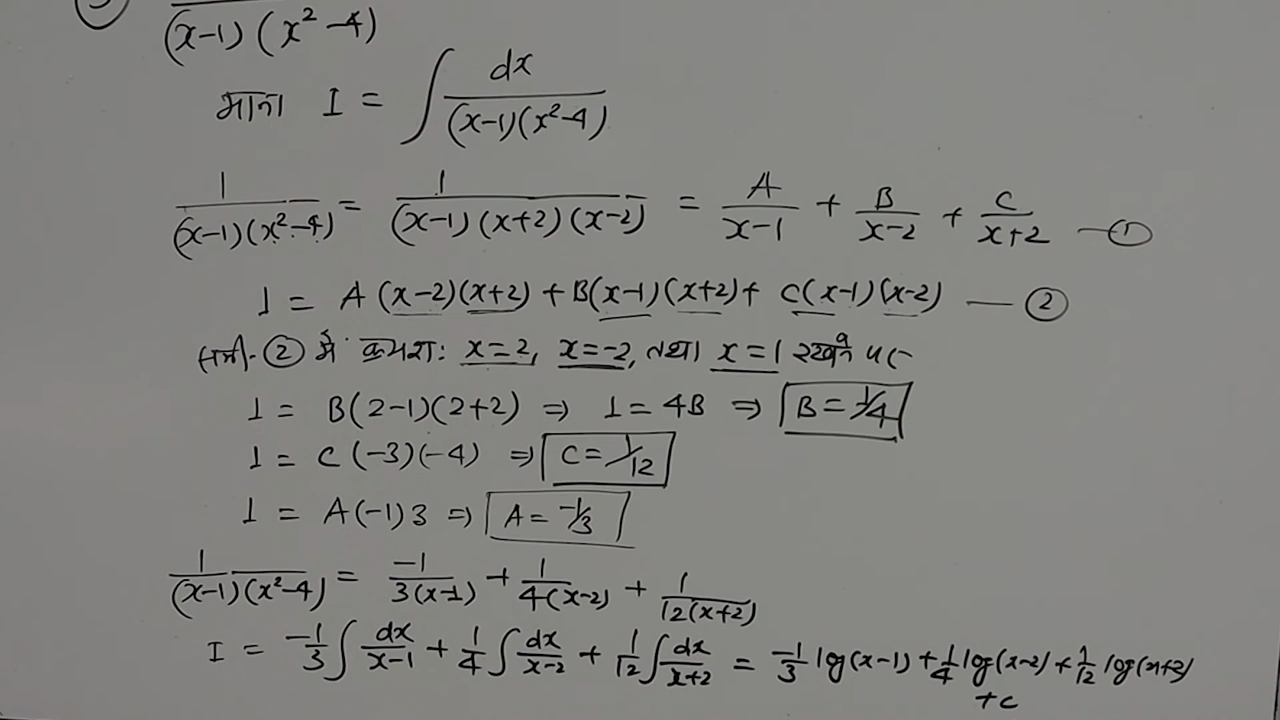 (x-1)(x²-4)
माना I = ∫ dx/((x-1)(x²-4))
1/((x-1)(x²-4)) = 1/((x-1)(x+2)(x-2)) = A/(x-1) + B/(x-2) + C/(x+2) —①
1 = A(x-2)(x+2) + B(x-1)(x+2) + C(x-1)(x-2) —②
समी. ② में क्रमशः x=2, x=-2, तथा x=1 रखने पर
1 = B(2-1)(2+2) ⇒ 1=4B ⇒ B=1/4
1 = C(-3)(-4) ⇒ C=1/12
1 = A(-1)3 ⇒ A=-1/3
1/((x-1)(x²-4)) = -1/(3(x-1)) + 1/(4(x-2)) + 1/(12(x+2))
I = -1/3 ∫ dx/(x-1) + 1/4 ∫ dx/(x-2) + 1/12 ∫ dx/(x+2) = -1/3 log(x-1) + 1/4 log(x-2) + 1/12 log(x+2)
+c